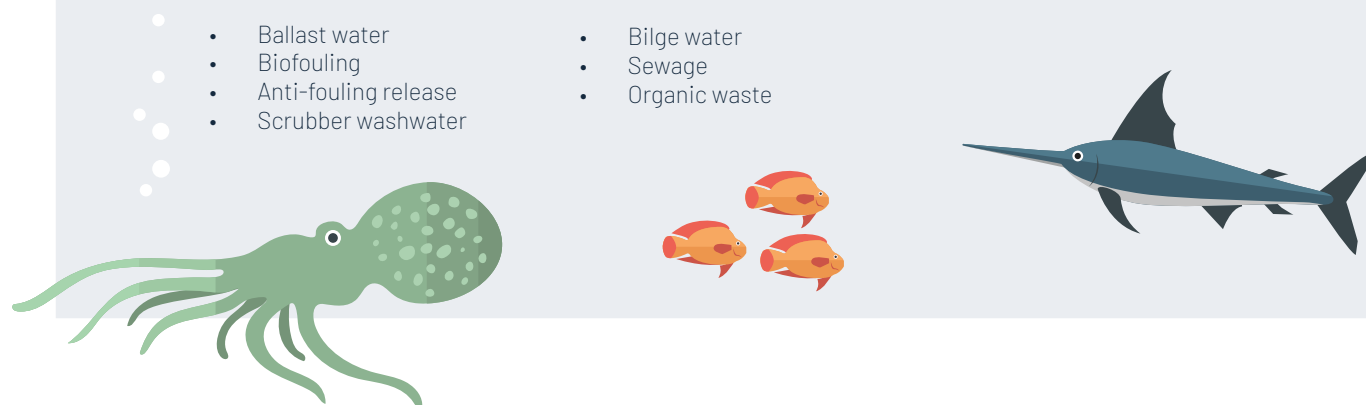 • Ballast water
• Biofouling
• Anti-fouling release
• Scrubber washwater
• Bilge water
• Sewage
• Organic waste